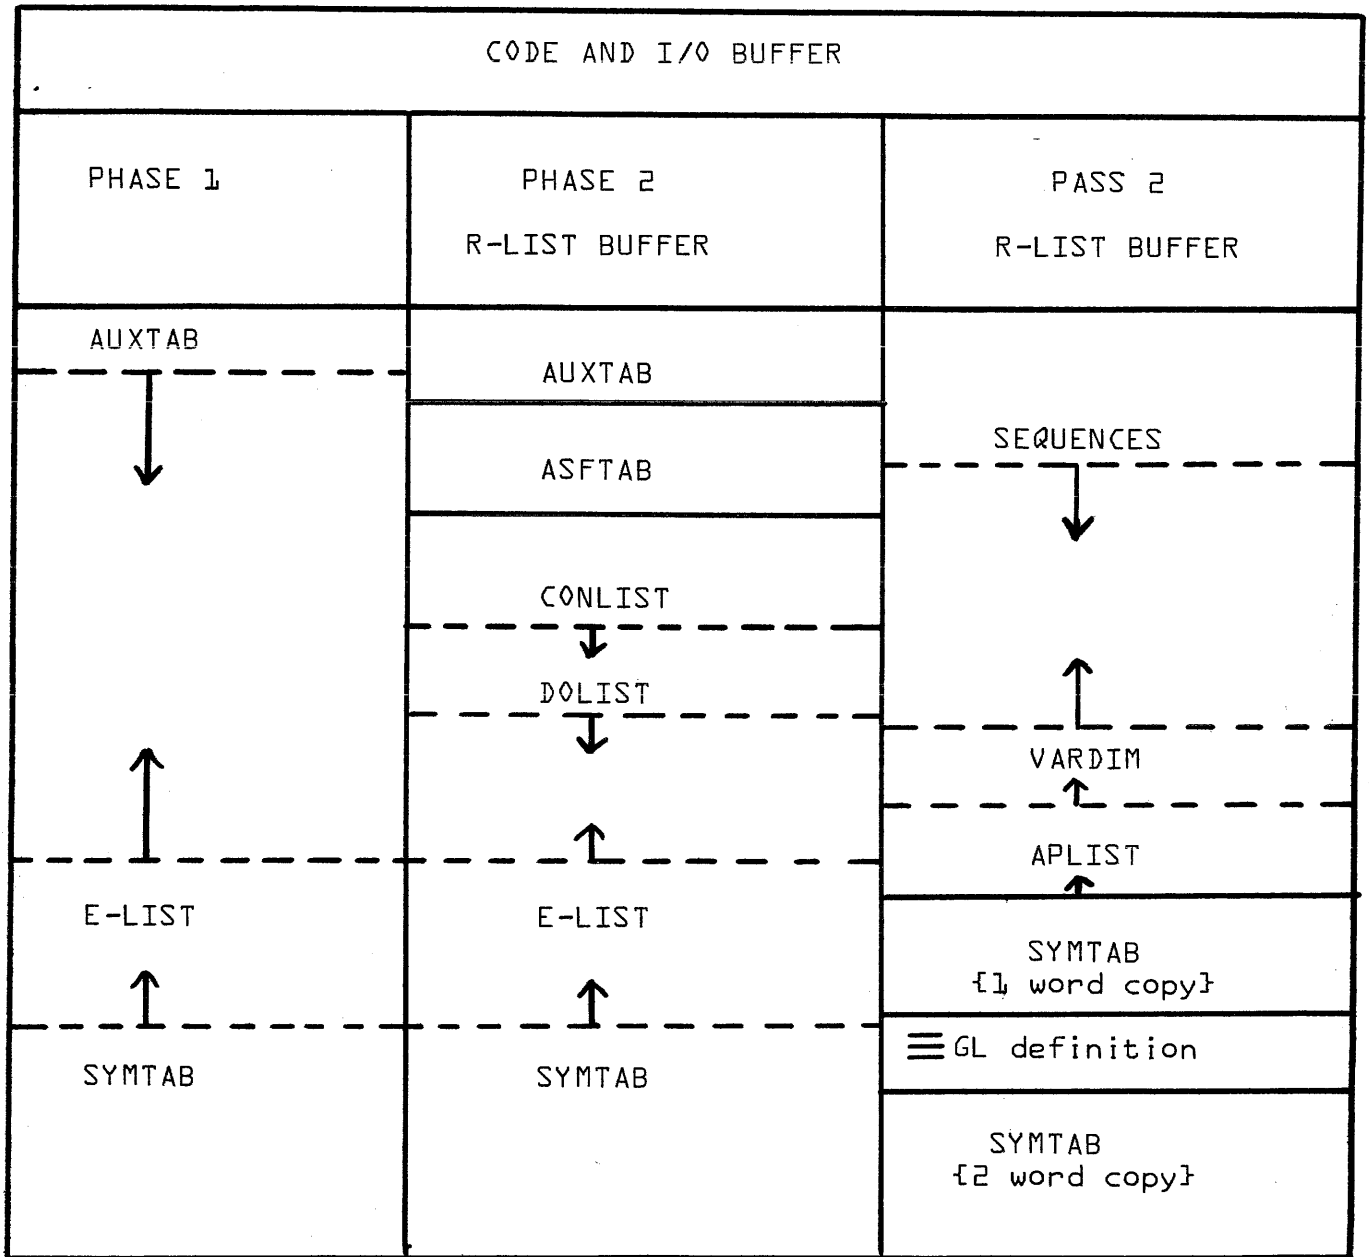 CODE AND I/O BUFFER
PHASE 1
PHASE 2
R-LIST BUFFER
PASS 2
R-LIST BUFFER
AUXTAB
E-LIST
SYMTAB
AUXTAB
ASFTAB
CONLIST
DOLIST
E-LIST
SYMTAB
SEQUENCES
VARDIM
APLIST
SYMTAB
{1 word copy}
≡ GL definition
SYMTAB
{2 word copy}